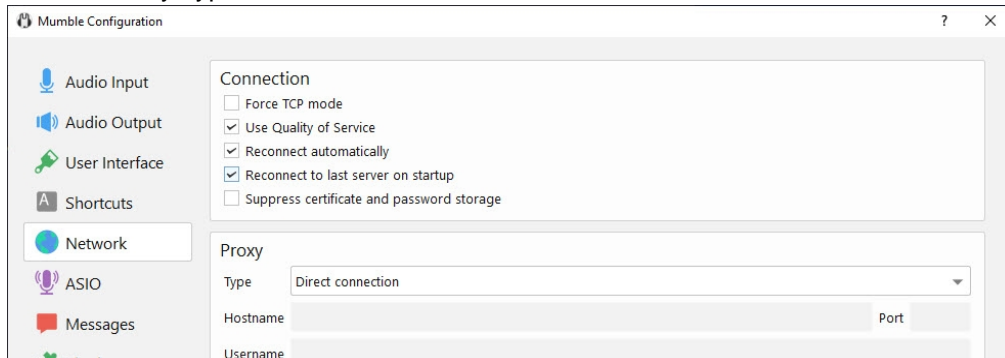 Mumble Configuration
?
Audio Input
Audio Output
User Interface
A Shortcuts
Network
ASIO
Messages
Connection
Force TCP mode
Use Quality of Service
Reconnect automatically
Reconnect to last server on startup
Suppress certificate and password storage
Proxy
Type Direct connection
Hostname Port
Username